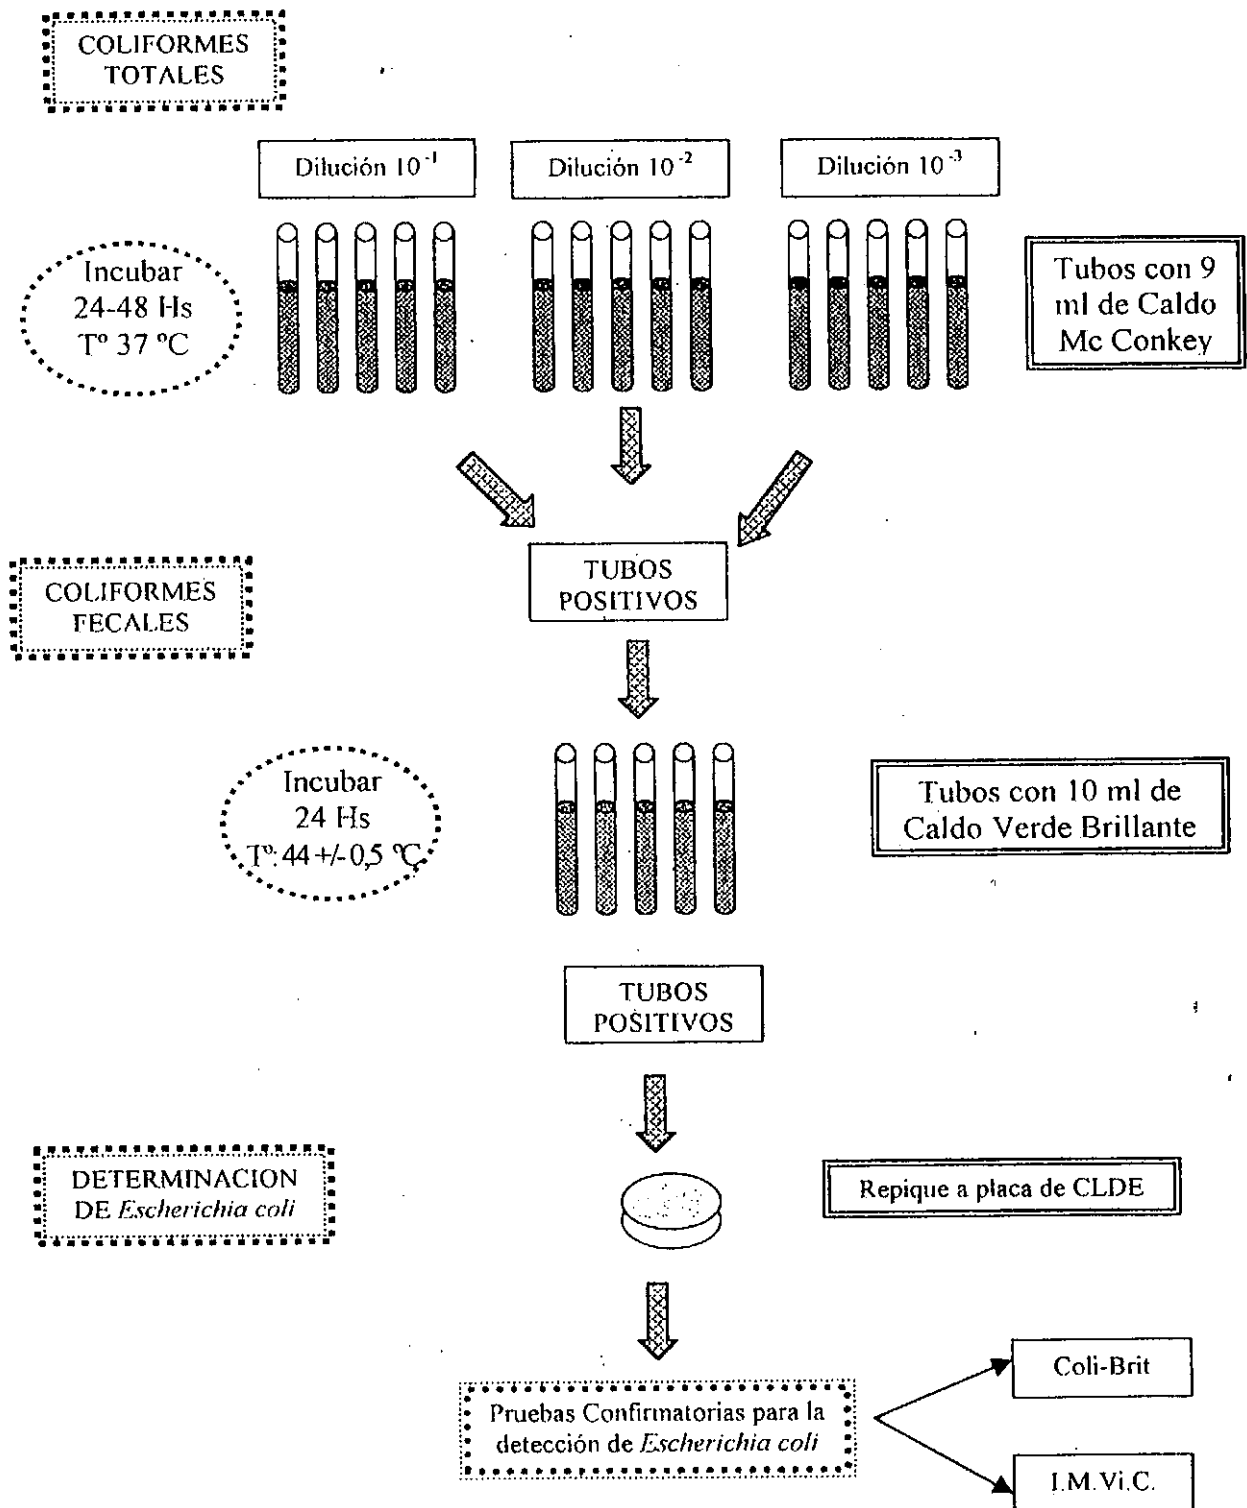 COLIFORMES
TOTALES
Dilución 10⁻¹
Dilución 10⁻²
Dilución 10⁻³
Incubar
24-48 Hs
Tº 37 ºC
Tubos con 9
ml de Caldo
Mc Conkey
TUBOS
POSITIVOS
COLIFORMES
FECALES
Incubar
24 Hs
Tº: 44 +/- 0,5 ºC
Tubos con 10 ml de
Caldo Verde Brillante
TUBOS
POSITIVOS
DETERMINACION
DE Escherichia coli
Repique a placa de CLDE
Pruebas Confirmatorias para la
detección de Escherichia coli
Coli-Brit
I.M.Vi.C.